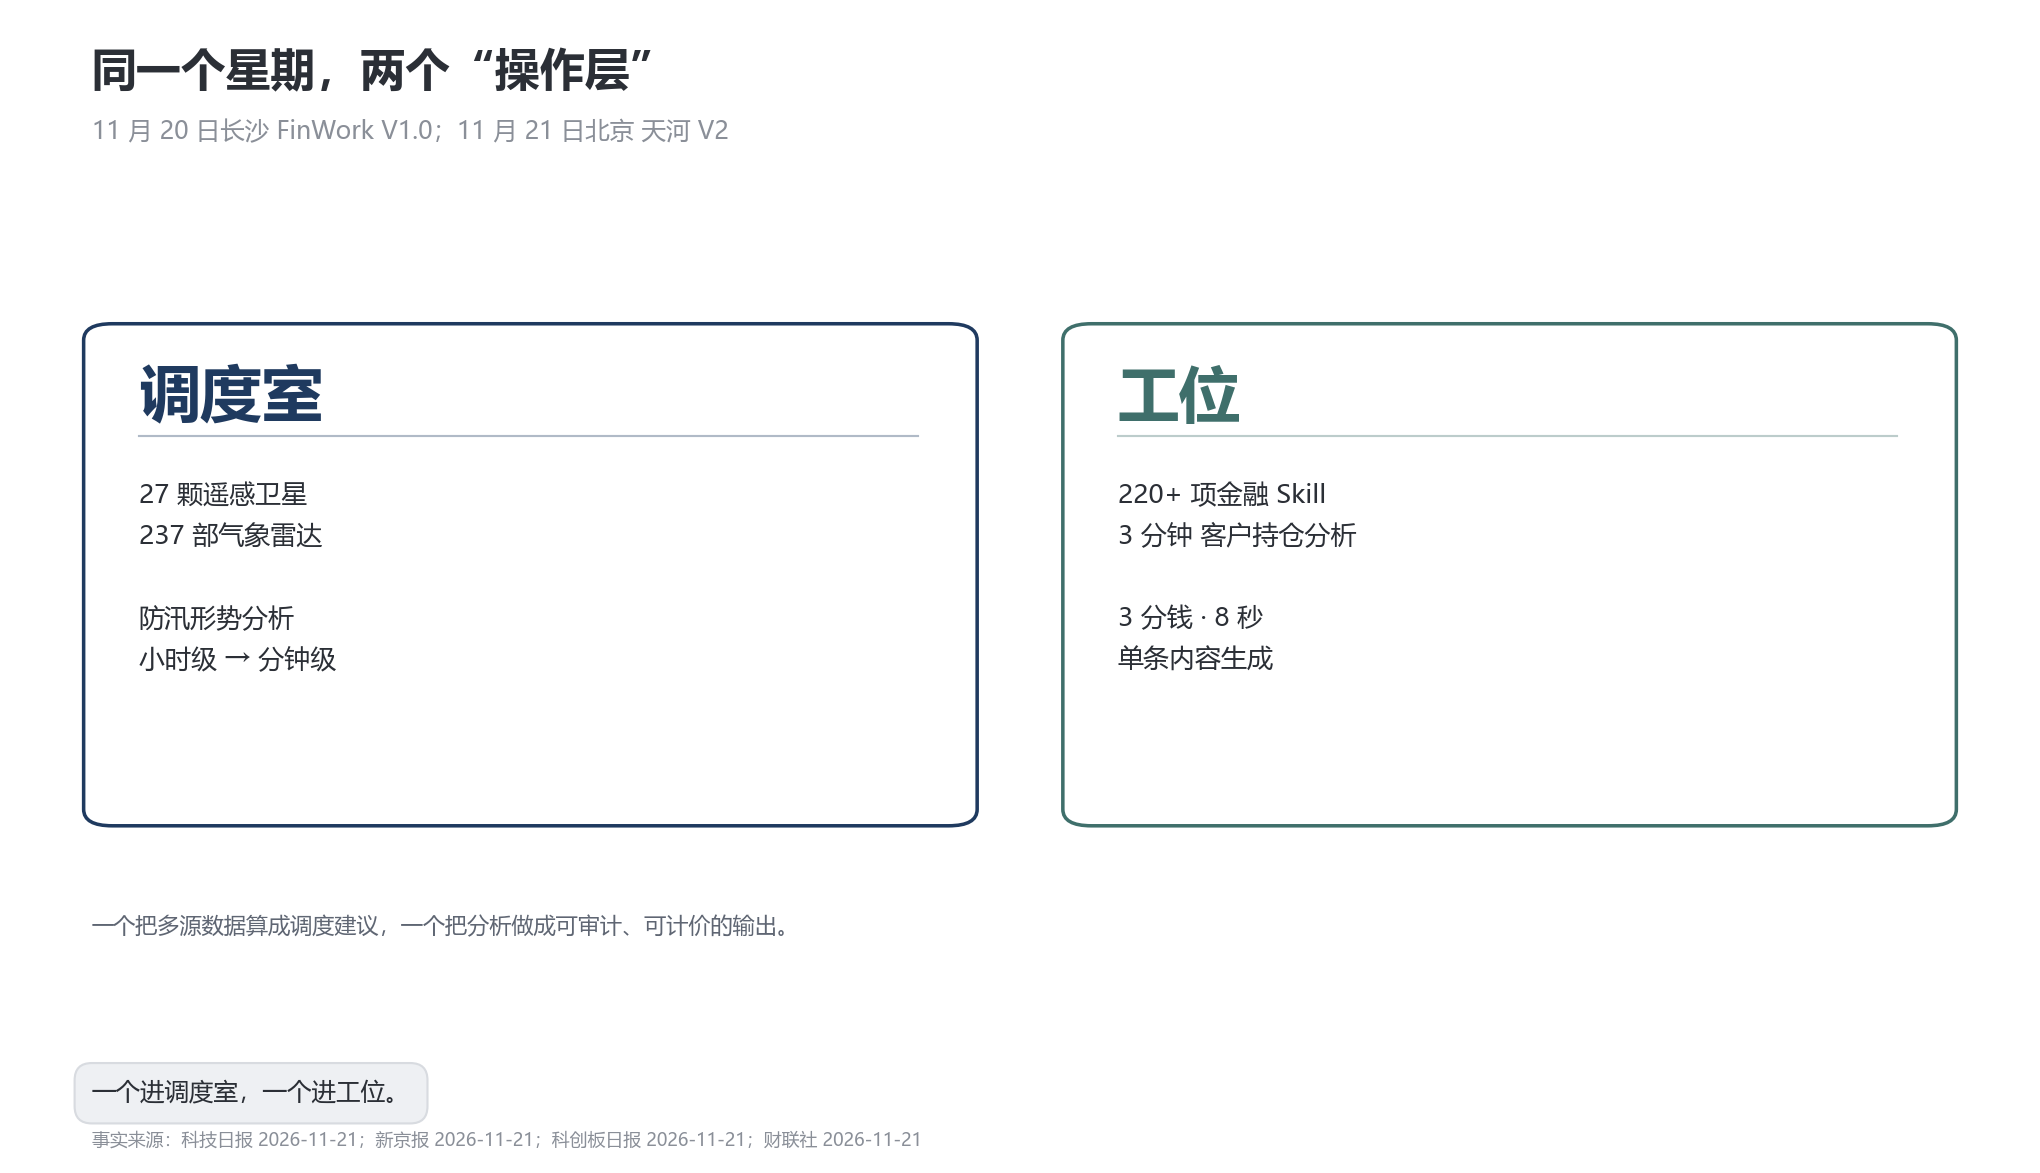 同一个星期，两个“操作层”
11 月 20 日长沙 FinWork V1.0；11 月 21 日北京 天河 V2
调度室
27 颗遥感卫星
237 部气象雷达
防汛形势分析
小时级 → 分钟级
工位
220+ 项金融 Skill
3 分钟 客户持仓分析
3 分钱 · 8 秒
单条内容生成
一个把多源数据算成调度建议，一个把分析做成可审计、可计价的输出。
一个进调度室，一个进工位。
事实来源：科技日报 2026-11-21；新京报 2026-11-21；科创板日报 2026-11-21；财联社 2026-11-21